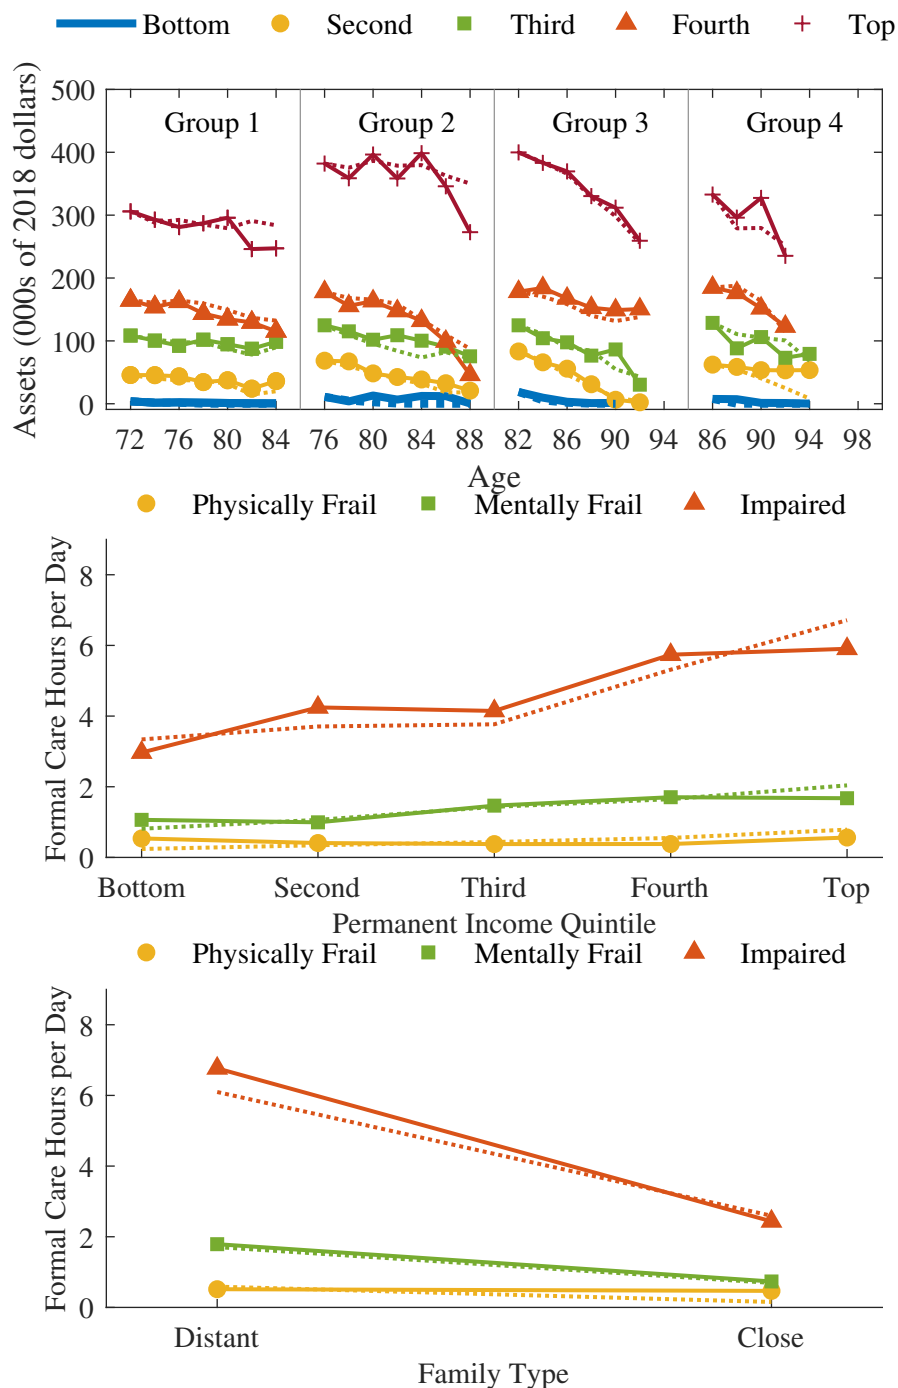 Bottom Second Third Fourth Top
Assets (000s of 2018 dollars)
500
400
300
200
100
0
Group 1 Group 2 Group 3 Group 4
72 76 80 84 76 80 84 88 82 86 90 94 86 90 94 98
Age
Physically Frail Mentally Frail Impaired
Formal Care Hours per Day
8
6
4
2
0
Bottom Second Third Fourth Top
Permanent Income Quintile
Physically Frail Mentally Frail Impaired
Formal Care Hours per Day
8
6
4
2
0
Distant Close
Family Type